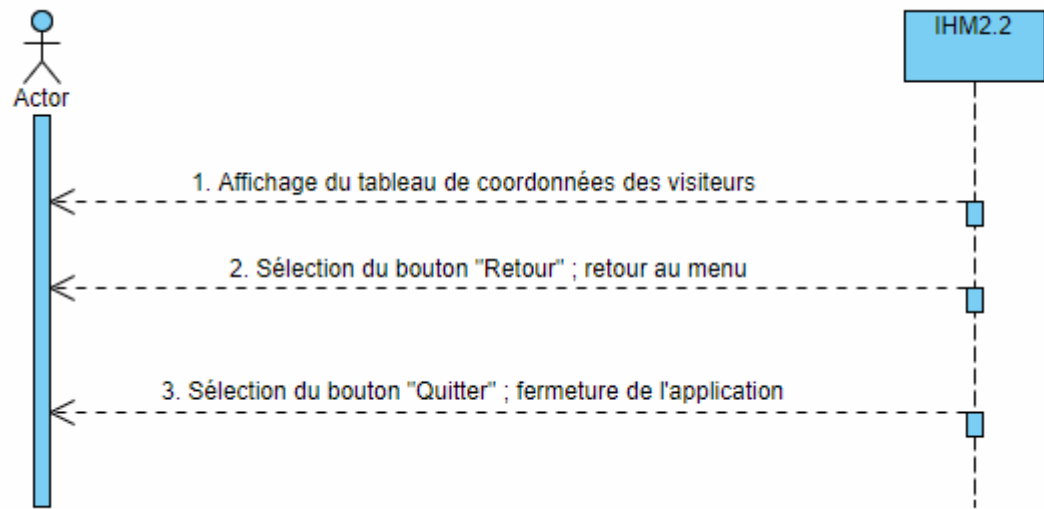 IHM2.2
Actor
1. Affichage du tableau de coordonnées des visiteurs
2. Sélection du bouton "Retour" ; retour au menu
3. Sélection du bouton "Quitter" ; fermeture de l'application